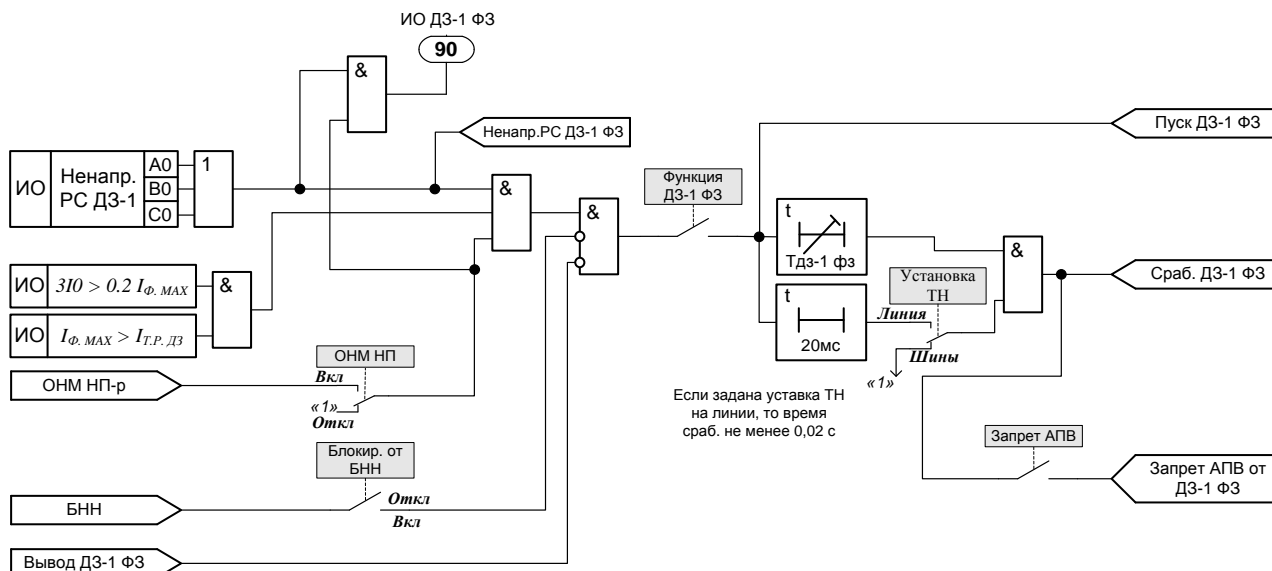 ИО ДЗ-1 ФЗ
90
&
Ненапр.РС ДЗ-1 ФЗ
Пуск ДЗ-1 ФЗ
ИО
Ненапр.
РС ДЗ-1
A0
B0
C0
1
&
Функция
ДЗ-1 ФЗ
&
t
Тдз-1 фз
&
Сраб. ДЗ-1 ФЗ
ИО
3I0 > 0.2 IФ. MAX
&
Установка
ТН
t
20мс
Линия
Шины
«1»
ИО
IФ. MAX > IТ.Р. ДЗ
ОНМ НП
ОНМ НП-р
Вкл
«1»
Откл
Если задана уставка ТН
на линии, то время
сраб. не менее 0,02 с
Запрет АПВ
Запрет АПВ от
ДЗ-1 ФЗ
Блокир. от
БНН
БНН
Откл
Вкл
Вывод ДЗ-1 ФЗ